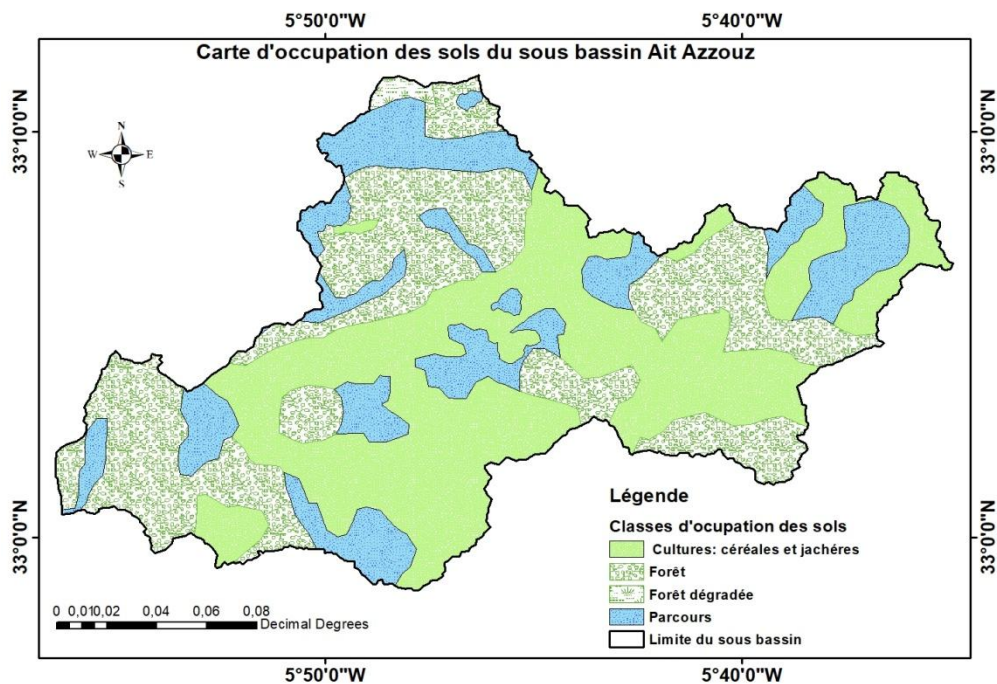 5°50'0"W
5°40'0"W
Carte d'occupation des sols du sous bassin Ait Azzouz
33°10'0"N
33°10'0"N
N
W
E
S
33°0'0"N
33°0'0"N
Légende
Classes d'ocupation des sols
Cultures: céréales et jachéres
Forêt
Forêt dégradée
Parcours
Limite du sous bassin
0 0,010,02 0,04 0,06 0,08
Decimal Degrees
5°50'0"W
5°40'0"W